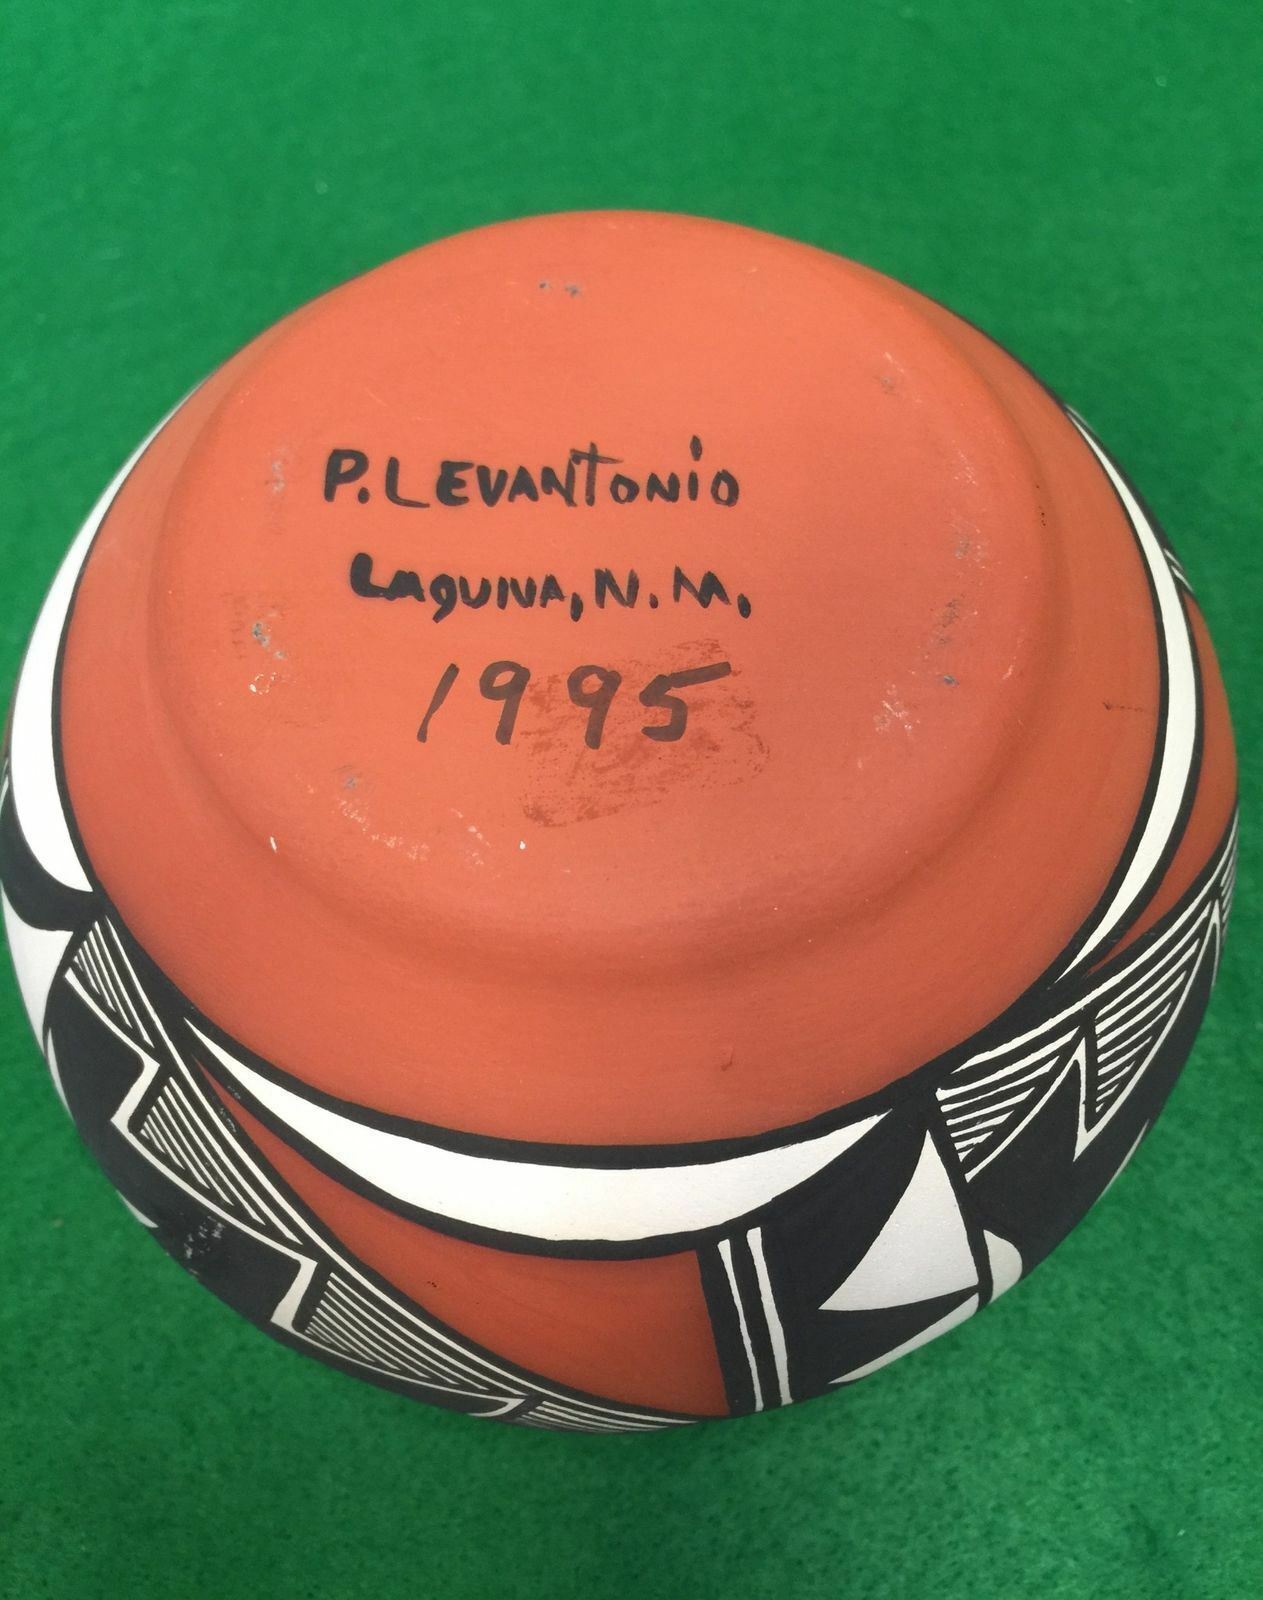 P. LEVANTONIO
LAGUNA, N.M.
1995